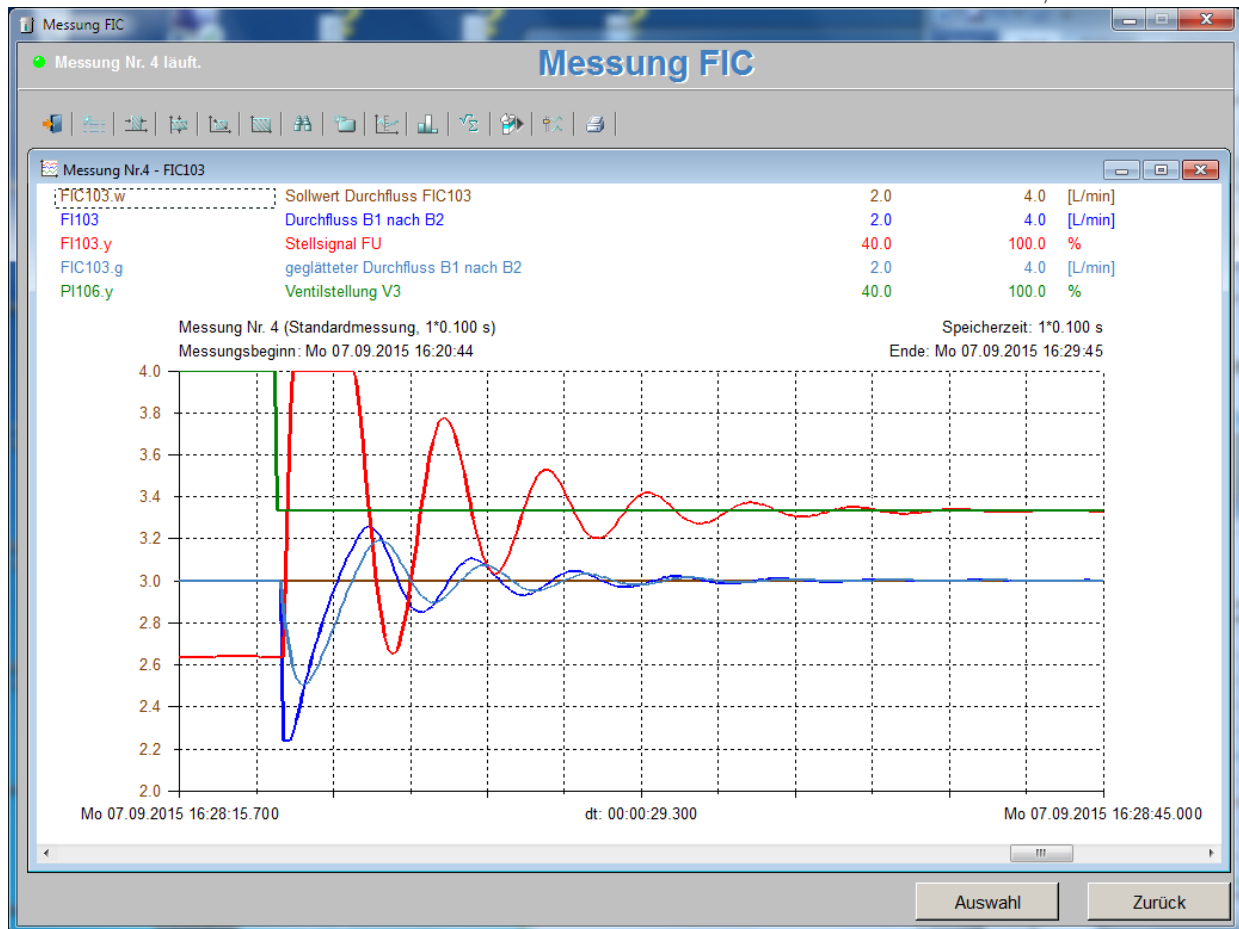 Messung FIC
Messung Nr. 4 läuft.
Messung FIC
Messung Nr.4 - FIC103
FIC103.w Sollwert Durchfluss FIC103 2.0 4.0 [L/min]
FI103 Durchfluss B1 nach B2 2.0 4.0 [L/min]
FI103.y Stellsignal FU 40.0 100.0 %
FIC103.g geglätteter Durchfluss B1 nach B2 2.0 4.0 [L/min]
PI106.y Ventilstellung V3 40.0 100.0 %
Messung Nr. 4 (Standardmessung, 1*0.100 s) Speicherzeit: 1*0.100 s
Messungsbeginn: Mo 07.09.2015 16:20:44 Ende: Mo 07.09.2015 16:29:45
4.0
3.8
3.6
3.4
3.2
3.0
2.8
2.6
2.4
2.2
2.0
Mo 07.09.2015 16:28:15.700 dt: 00:00:29.300 Mo 07.09.2015 16:28:45.000
Auswahl Zurück